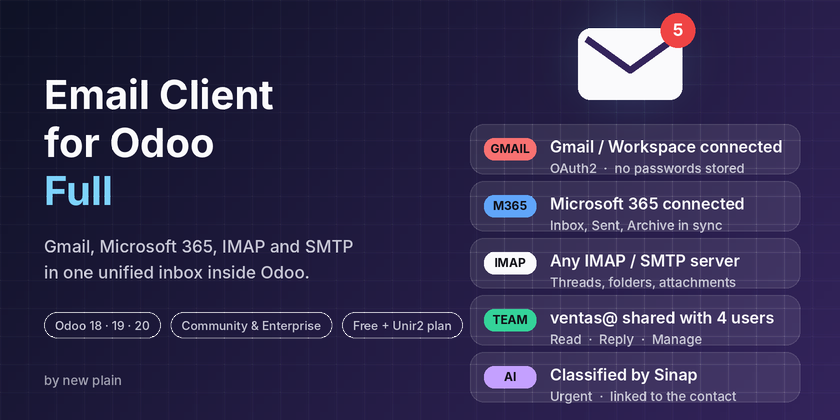 Email Client
for Odoo
Full
Gmail, Microsoft 365, IMAP and SMTP
in one unified inbox inside Odoo.
Odoo 18 · 19 · 20
Community & Enterprise
Free + Unir2 plan
by new plain
5
GMAIL
Gmail / Workspace connected
OAuth2 · no passwords stored
M365
Microsoft 365 connected
Inbox, Sent, Archive in sync
IMAP
Any IMAP / SMTP server
Threads, folders, attachments
TEAM
ventas@ shared with 4 users
Read · Reply · Manage
AI
Classified by Sinap
Urgent · linked to the contact